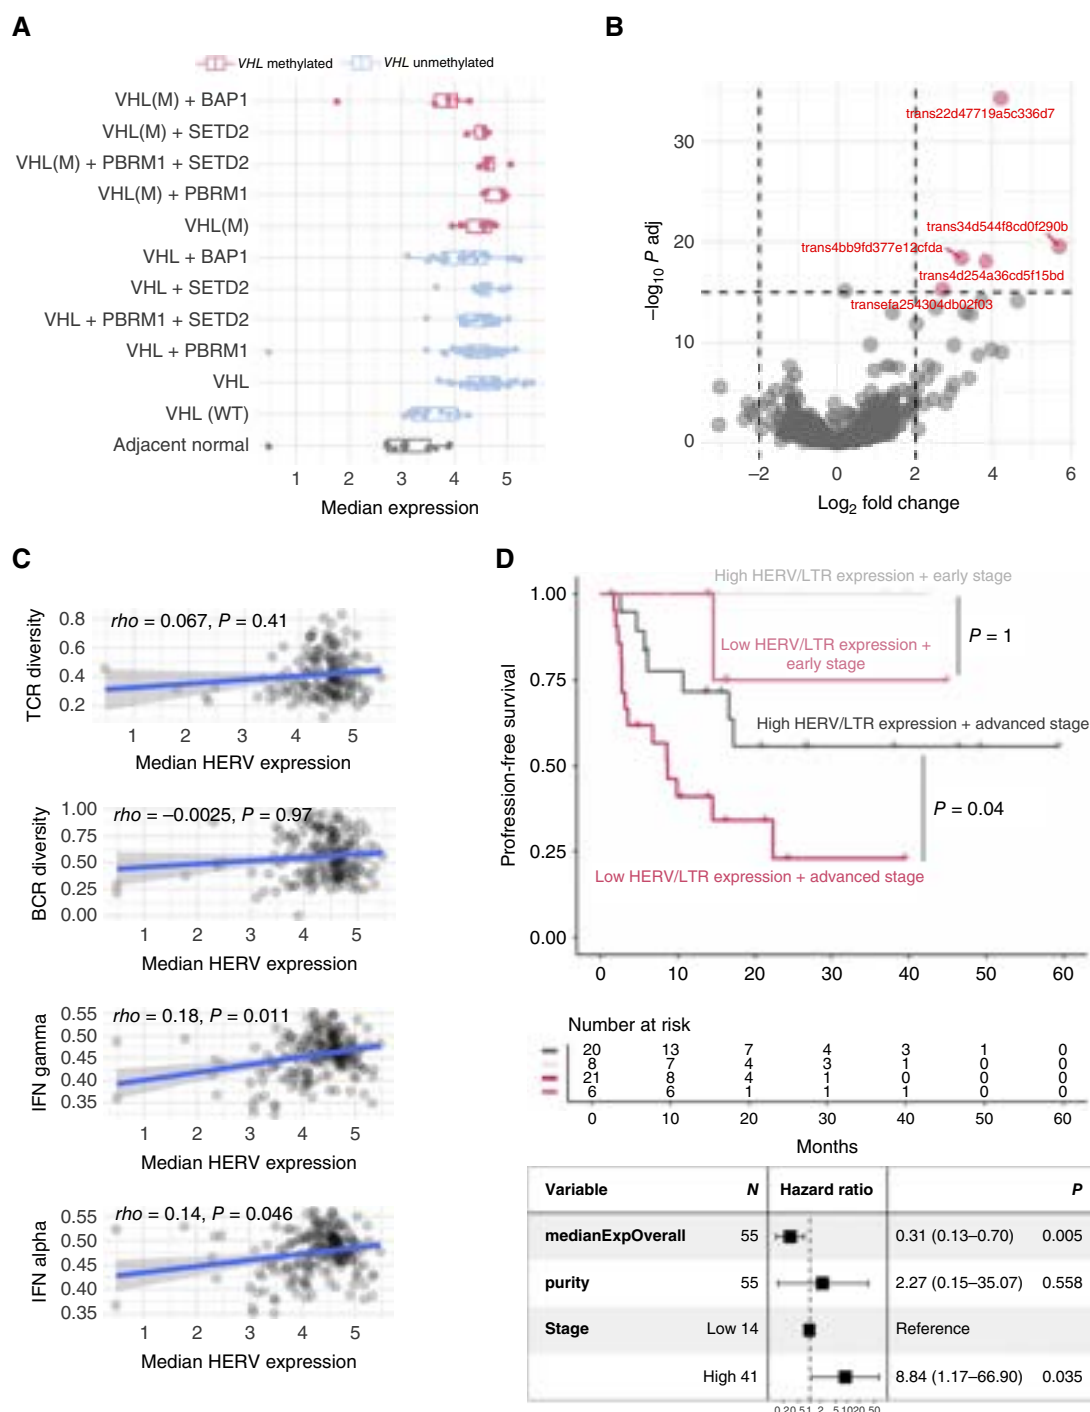 A
VHL methylated
VHL unmethylated
VHL(M) + BAP1
VHL(M) + SETD2
VHL(M) + PBRM1 + SETD2
VHL(M) + PBRM1
VHL(M)
VHL + BAP1
VHL + SETD2
VHL + PBRM1 + SETD2
VHL + PBRM1
VHL
VHL (WT)
Adjacent normal
1 2 3 4 5
Median expression
B
trans22d47719a5c336d7
trans34d544f8cd0f290b
trans4bb9fd377e12cfda
trans4d254a36cd5f15bd
transefa254304db02f03
30
20
10
0
–log10 P adj
–2 0 2 4 6
Log2 fold change
C
rho = 0.067, P = 0.41
TCR diversity
0.8
0.6
0.4
0.2
1 2 3 4 5
Median HERV expression
rho = –0.0025, P = 0.97
BCR diversity
1.00
0.75
0.50
0.25
0.00
1 2 3 4 5
Median HERV expression
rho = 0.18, P = 0.011
IFN gamma
0.55
0.50
0.45
0.40
0.35
1 2 3 4 5
Median HERV expression
rho = 0.14, P = 0.046
IFN alpha
0.55
0.50
0.45
0.40
0.35
1 2 3 4 5
Median HERV expression
D
High HERV/LTR expression + early stage
P = 1
Low HERV/LTR expression +
early stage
High HERV/LTR expression + advanced stage
P = 0.04
Low HERV/LTR expression + advanced stage
Profression-free survival
1.00
0.75
0.50
0.25
0.00
0 10 20 30 40 50 60
Number at risk
20 13 7 4 3 1 0
8 7 4 3 1 0 0
21 8 4 1 0 0 0
6 6 1 1 1 0 0
0 10 20 30 40 50 60
Months
Variable N Hazard ratio P
medianExpOverall 55 0.31 (0.13–0.70) 0.005
purity 55 2.27 (0.15–35.07) 0.558
Stage Low 14 Reference
High 41 8.84 (1.17–66.90) 0.035